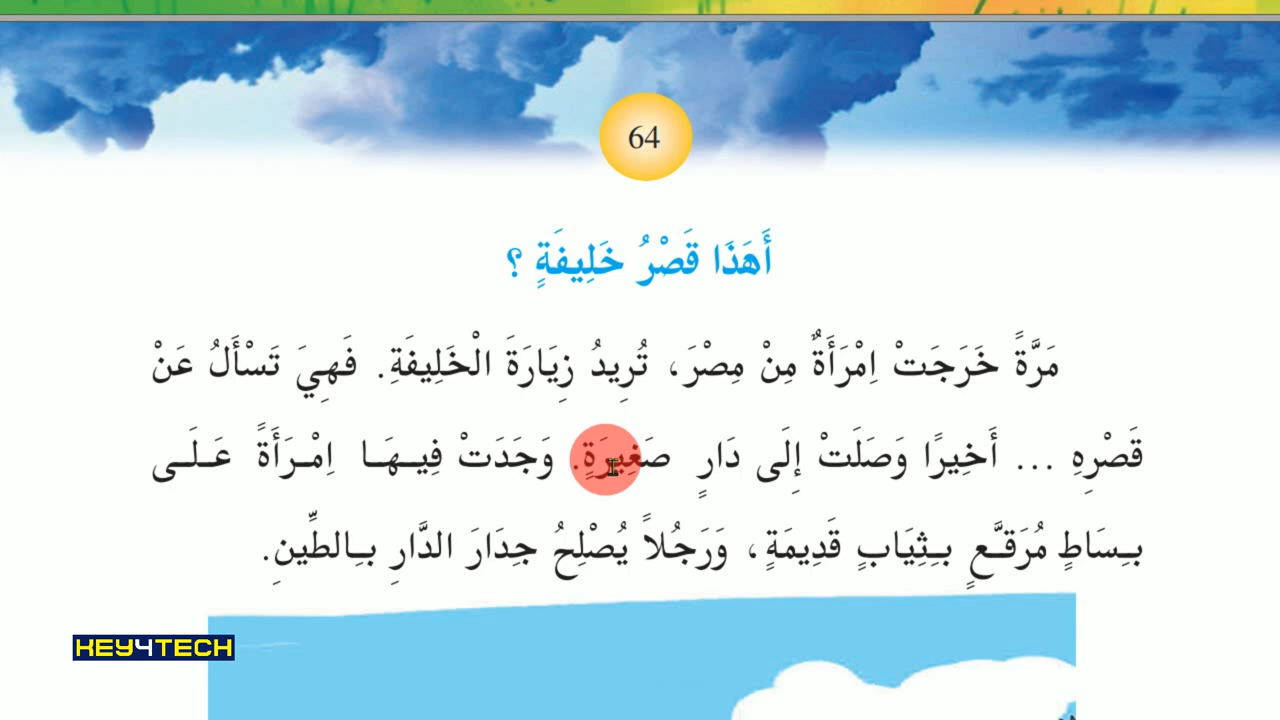 64
أَهَذَا قَصْرُ خَلِيفَةٍ ؟
مَرَّةً خَرَجَتْ اِمْرَأَةٌ مِنْ مِصْرَ، تُرِيدُ زِيَارَةَ الْخَلِيفَةِ. فَهِيَ تَسْأَلُ عَنْ
قَصْرِهِ ... أَخِيرًا وَصَلَتْ إِلَى دَارٍ صَغِيرَةٍ. وَجَدَتْ فِيهَا اِمْرَأَةً عَلَى
بِسَاطٍ مُرَقَّعٍ بِثِيَابٍ قَدِيمَةٍ، وَرَجُلاً يُصْلِحُ جِدَارَ الدَّارِ بِالطِّينِ.
KEY4TECH